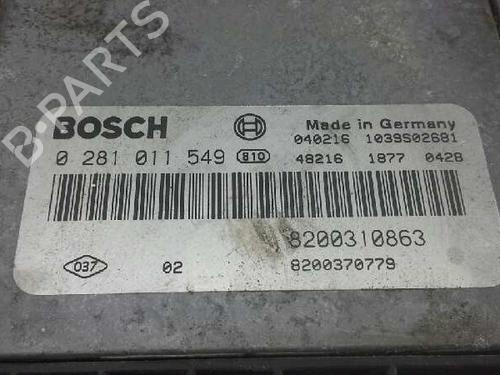 B-PARTS
BOSCH
Made in Germany
040216 1039S02681
0 281 011 549 810 48216 1877 0428
8200310863
037 02 8200370779